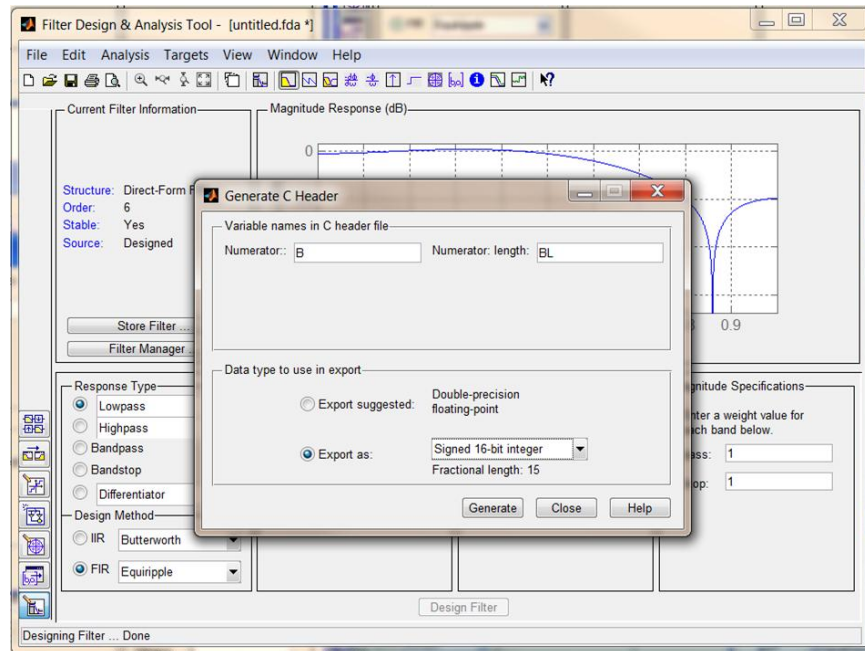 Filter Design & Analysis Tool - [untitled.fda *]
File Edit Analysis Targets View Window Help
Current Filter Information
Magnitude Response (dB)
0
Structure: Direct-Form
Order: 6
Stable: Yes
Source: Designed
0.9
Store Filter ...
Filter Manager
Generate C Header
Variable names in C header file
Numerator:: B Numerator: length: BL
Data type to use in export
Export suggested: Double-precision
floating-point
Export as: Signed 16-bit integer
Fractional length: 15
Generate Close Help
Response Type
Lowpass
Highpass
Bandpass
Bandstop
Differentiator
Design Method
IIR Butterworth
FIR Equiripple
gnitude Specifications
nter a weight value for
ach band below.
ass: 1
op: 1
Design Filter
Designing Filter ... Done